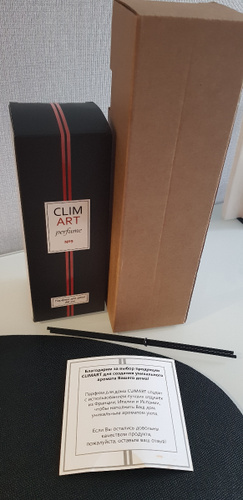 CLIM
ART
perfume
Благодарим за выбор продукции
CLIMART для создания уникального
аромата Вашего дома!
Парфюм для дома CLIMART создан
с использованием лучших отдушек
из Франции, Италии и Испании,
чтобы наполнить Ваш дом
уникальным ароматом уюта.
Если Вы остались довольны
качеством продукта,
пожалуйста, оставьте ваш отзыв!